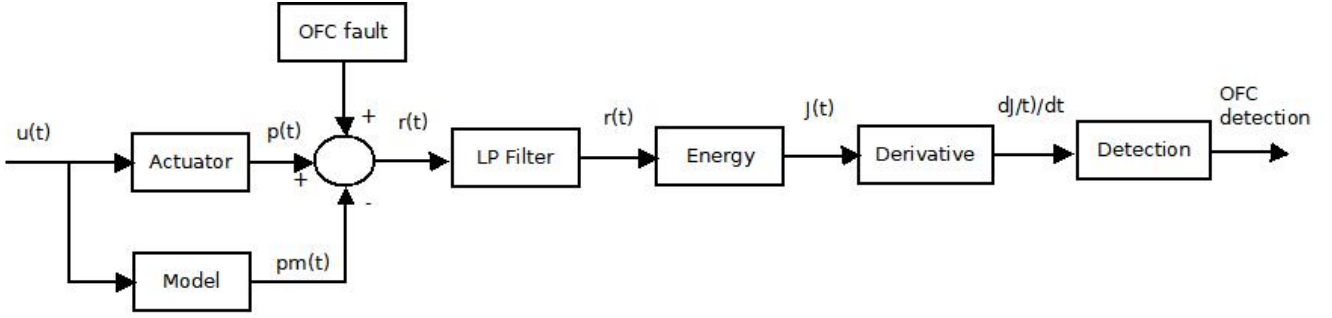 OFC fault
+
u(t)
Actuator
p(t)
+
r(t)
LP Filter
r(t)
Energy
J(t)
Derivative
dJ/t)/dt
Detection
OFC
detection
-
Model
pm(t)